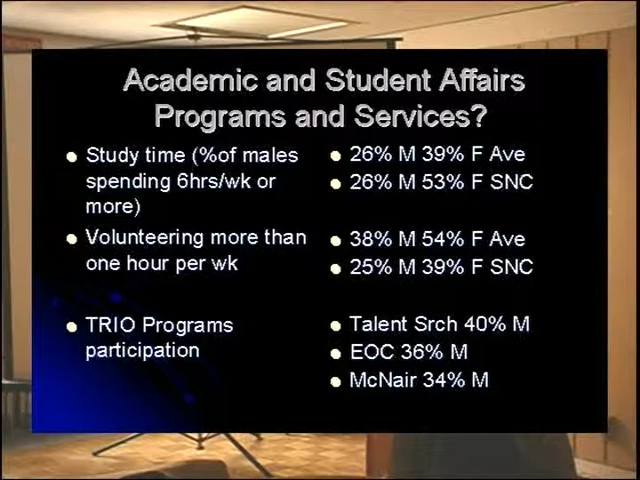 Academic and Student Affairs
Programs and Services?
Study time (%of males
spending 6hrs/wk or
more)
26% M 39% F Ave
26% M 53% F SNC
Volunteering more than
one hour per wk
38% M 54% F Ave
25% M 39% F SNC
TRIO Programs
participation
Talent Srch 40% M
EOC 36% M
McNair 34% M